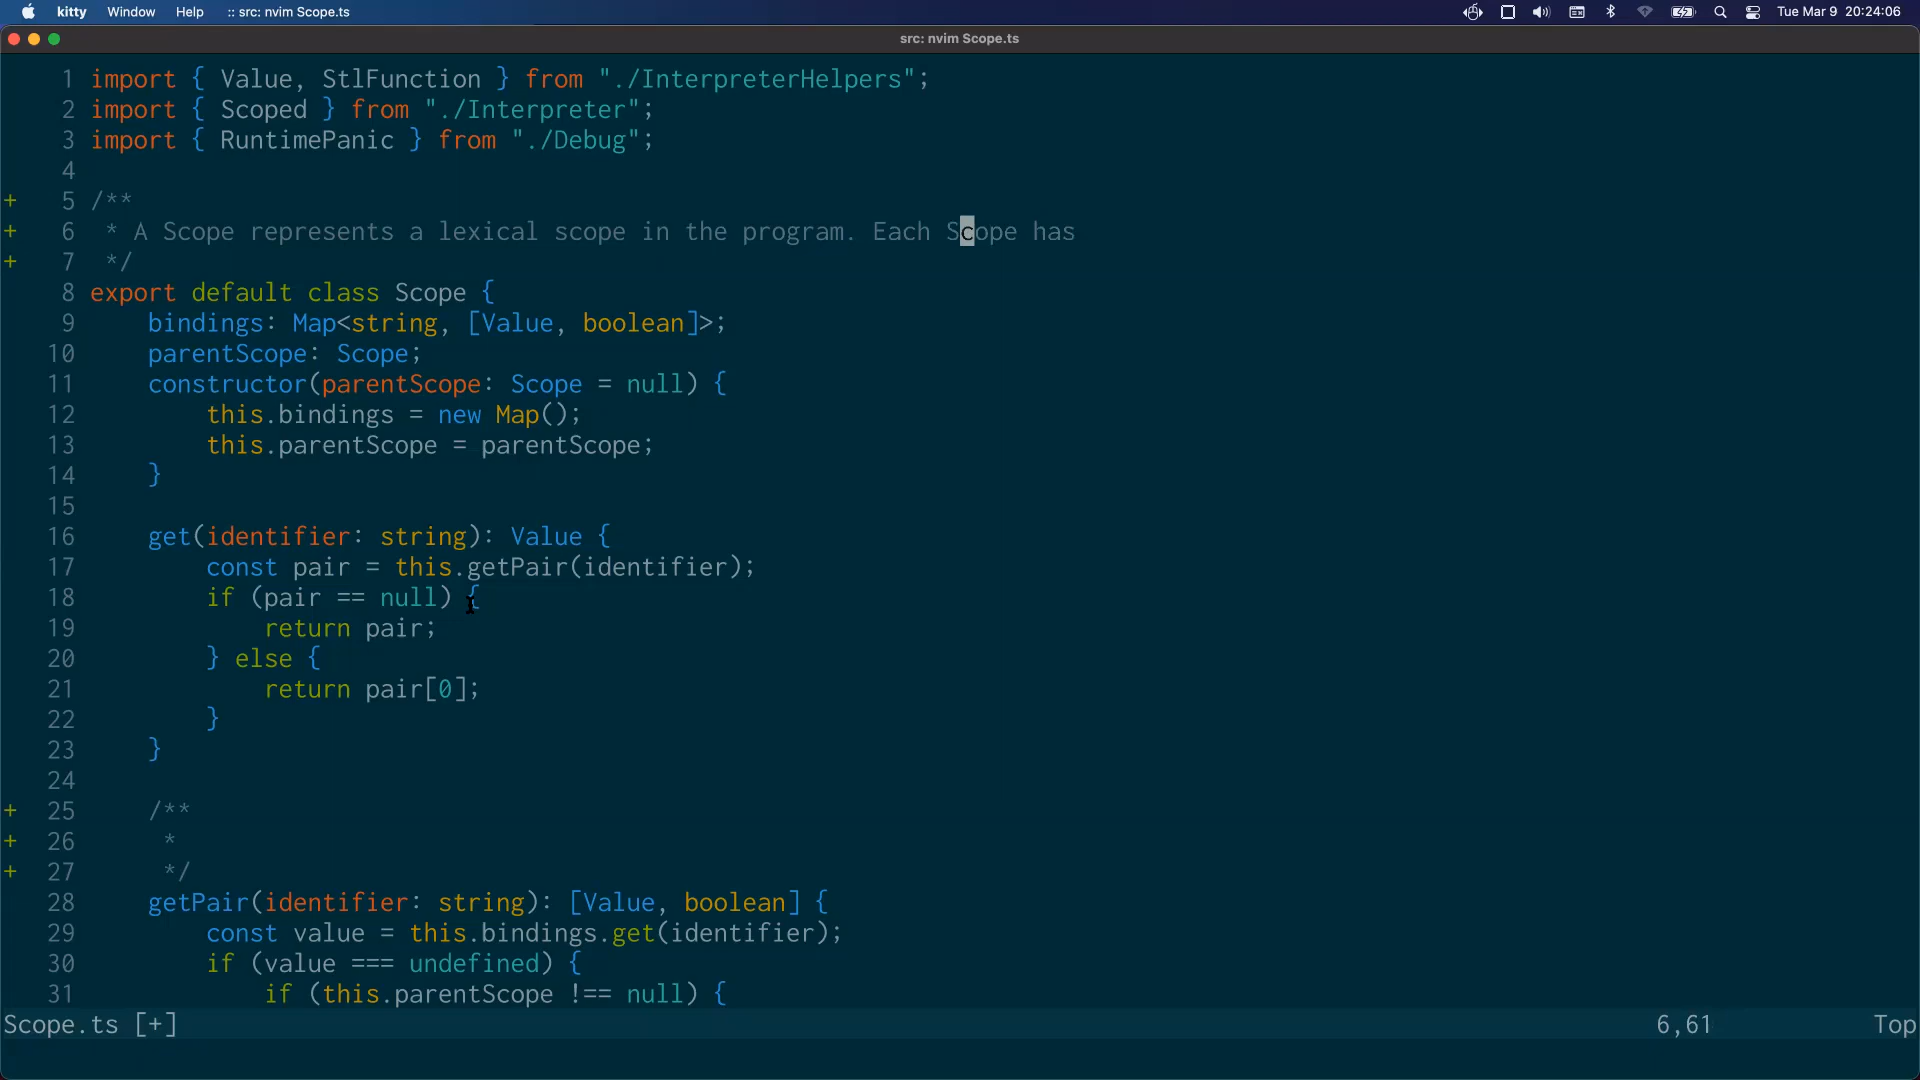 kitty Window Help :: src: nvim Scope.ts Tue Mar 9 20:24:06
src: nvim Scope.ts
1 import { Value, StlFunction } from "./InterpreterHelpers";
2 import { Scoped } from "./Interpreter";
3 import { RuntimePanic } from "./Debug";
4
+ 5 /**
+ 6  * A Scope represents a lexical scope in the program. Each Scope has
+ 7  */
8 export default class Scope {
9     bindings: Map<string, [Value, boolean]>;
10     parentScope: Scope;
11     constructor(parentScope: Scope = null) {
12         this.bindings = new Map();
13         this.parentScope = parentScope;
14     }
15
16     get(identifier: string): Value {
17         const pair = this.getPair(identifier);
18         if (pair == null) {
19             return pair;
20         } else {
21             return pair[0];
22         }
23     }
24
+ 25     /**
+ 26      *
+ 27      */
28     getPair(identifier: string): [Value, boolean] {
29         const value = this.bindings.get(identifier);
30         if (value === undefined) {
31             if (this.parentScope !== null) {
Scope.ts [+] 6,61 Top